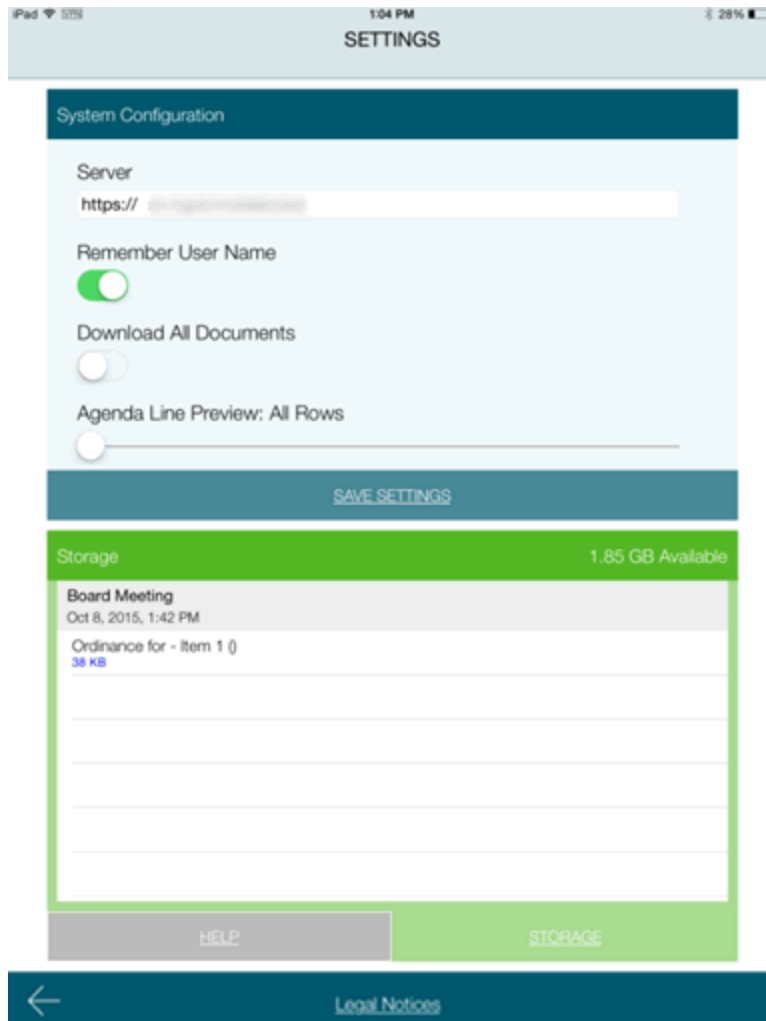 iPad VPN 1:04 PM 28%
SETTINGS
System Configuration
Server
https://
Remember User Name
Download All Documents
Agenda Line Preview: All Rows
SAVE SETTINGS
Storage 1.85 GB Available
Board Meeting
Oct 8, 2015, 1:42 PM
Ordinance for - Item 1 ()
38 KB
HELP STORAGE
Legal Notices